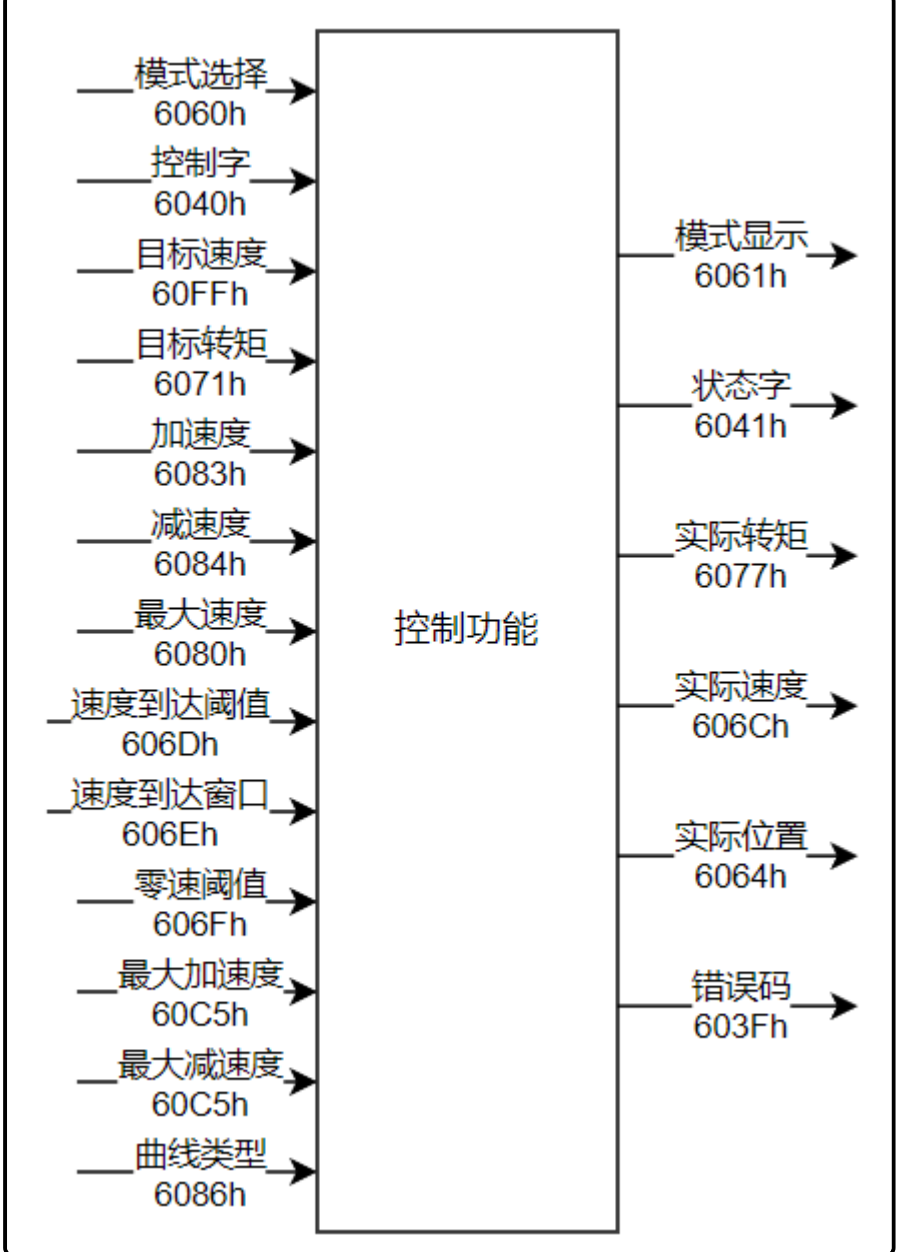 模式选择
6060h
控制字
6040h
目标速度
60FFh
目标转矩
6071h
加速度
6083h
减速度
6084h
最大速度
6080h
速度到达阈值
606Dh
速度到达窗口
606Eh
零速阈值
606Fh
最大加速度
60C5h
最大减速度
60C5h
曲线类型
6086h
控制功能
模式显示
6061h
状态字
6041h
实际转矩
6077h
实际速度
606Ch
实际位置
6064h
错误码
603Fh